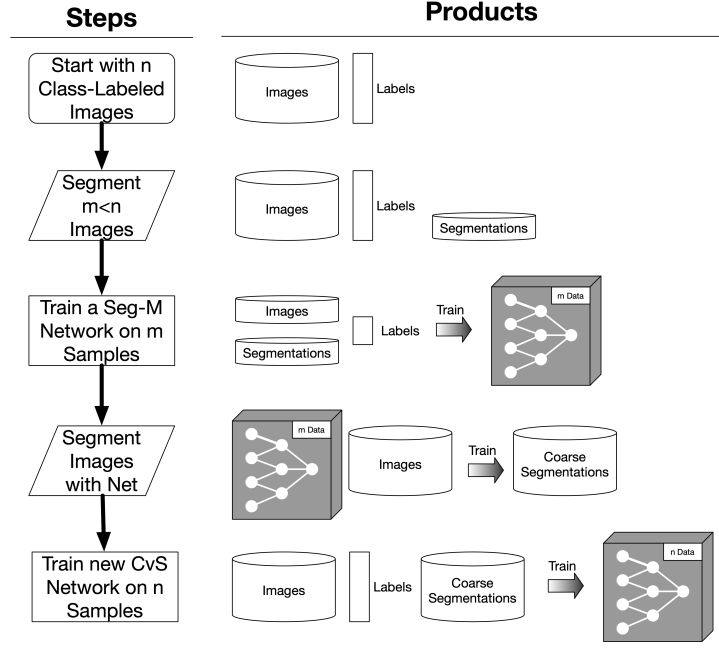 Steps
Products
Start with n
Class-Labeled
Images
Images
Labels
Segment
m<n
Images
Images
Labels
Segmentations
Train a Seg-M
Network on m
Samples
Images
Segmentations
Labels
Train
m Data
Segment
Images
with Net
m Data
Images
Train
Coarse
Segmentations
Train new CvS
Network on n
Samples
Images
Labels
Coarse
Segmentations
Train
n Data